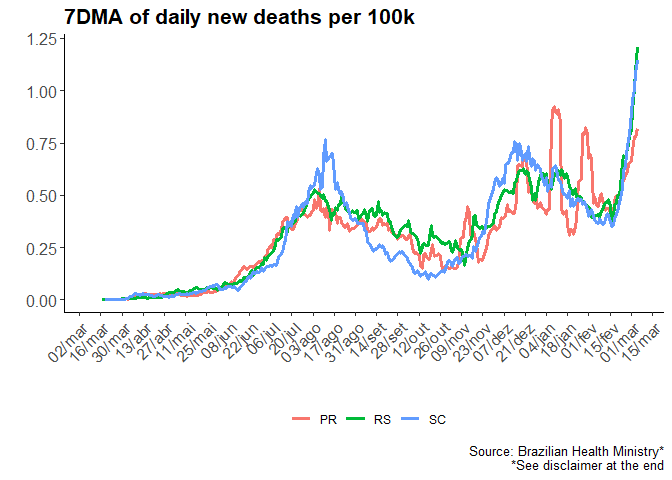 7DMA of daily new deaths per 100k
1.25
1.00
0.75
0.50
0.25
0.00
02/mar
16/mar
30/mar
13/abr
27/abr
11/mai
25/mai
08/jun
22/jun
06/jul
20/jul
03/ago
17/ago
31/ago
14/set
28/set
12/out
26/out
09/nov
23/nov
07/dez
21/dez
04/jan
18/jan
01/fev
15/fev
01/mar
15/mar
PR RS SC
Source: Brazilian Health Ministry*
*See disclaimer at the end